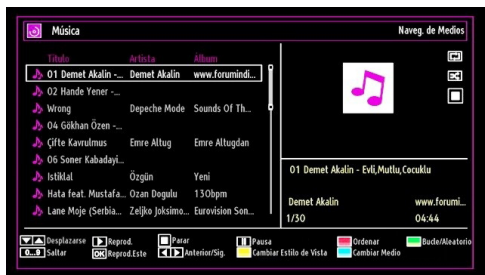 Música
Naveg. de Medios
Título Artista Álbum
01 Demet Akalin -... Demet Akalin www.forumindi...
02 Hande Yener -...
Wrong Depeche Mode Sounds Of Th...
04 Gökhan Özen -...
Çifte Kavrulmus Emre Altug Emre Altugdan
06 Soner Kabadayi...
Istiklal Özgün Yeni
Hata feat. Mustafa... Ozan Dogulu 130bpm
Lane Moje (Serbia... Zeljko Joksimo... Eurovision Son...
01 Demet Akalin - Evli,Mutlu,Cocuklu
Demet Akalin www.forumi...
1/30 04:44
Desplazarse Reprod. Parar Pausa Ordenar Bucle/Aleatorio
0...9 Saltar OK Reprod.Este Anterior/Sig. Cambiar Estilo de Vista Cambiar Medio